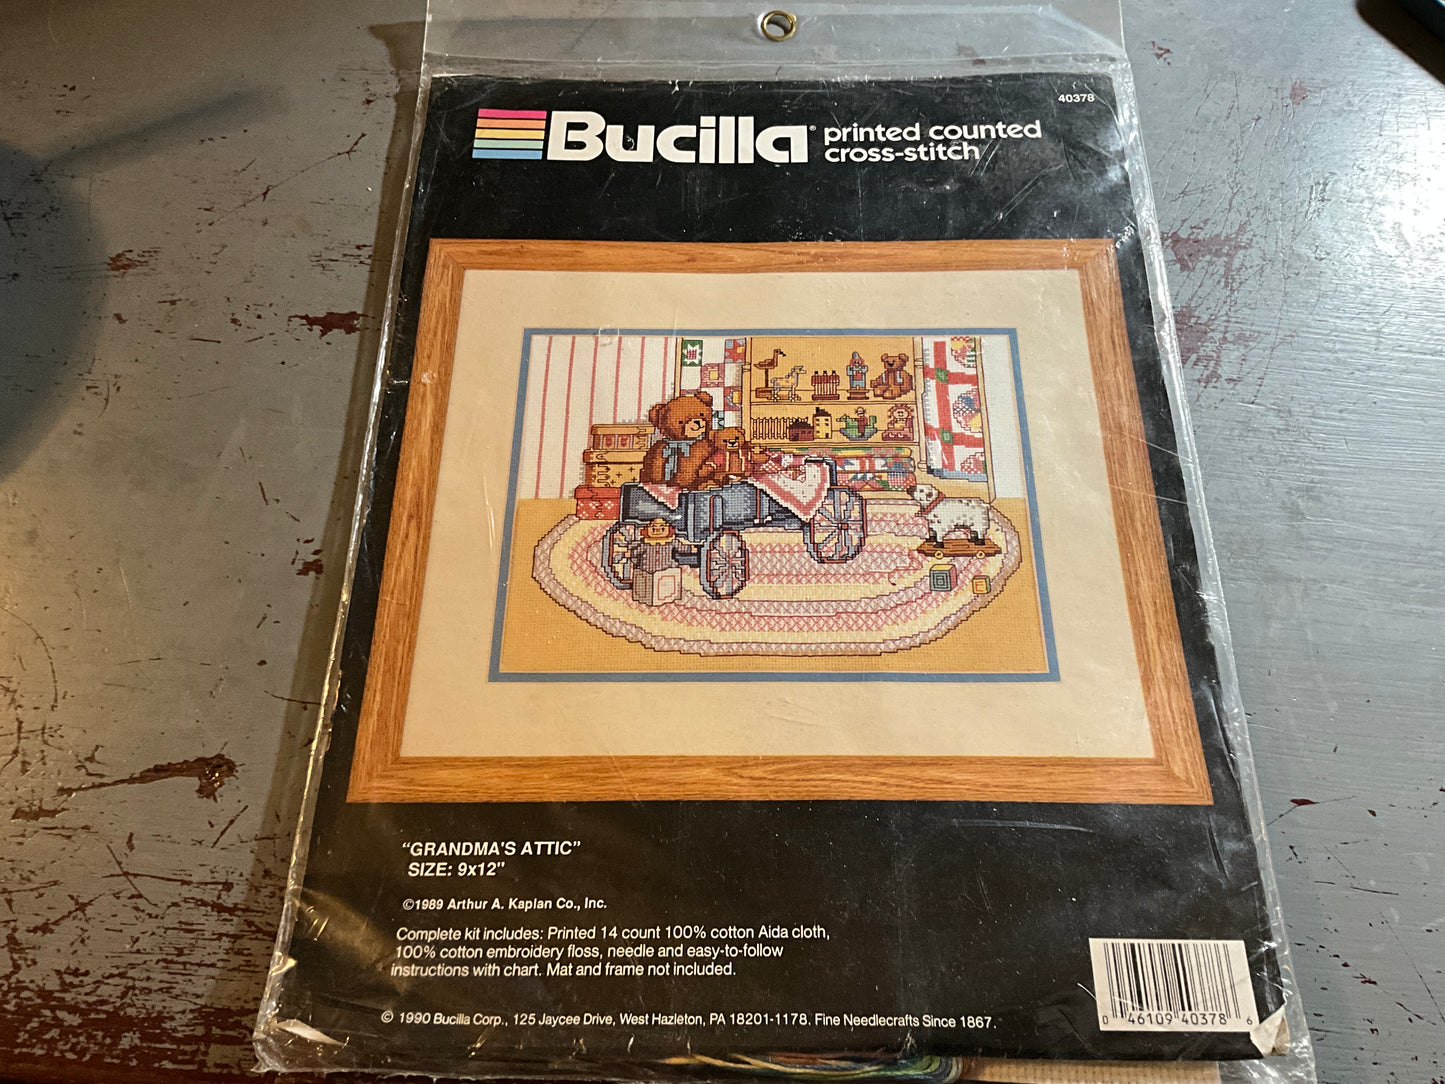 40378
Bucilla® printed counted
cross-stitch
“GRANDMA'S ATTIC”
SIZE: 9x12"
©1989 Arthur A. Kaplan Co., Inc.
Complete kit includes: Printed 14 count 100% cotton Aida cloth,
100% cotton embroidery floss, needle and easy-to-follow
instructions with chart. Mat and frame not included.
© 1990 Bucilla Corp., 125 Jaycee Drive, West Hazleton, PA 18201-1178. Fine Needlecrafts Since 1867.
0 46109 40378 6